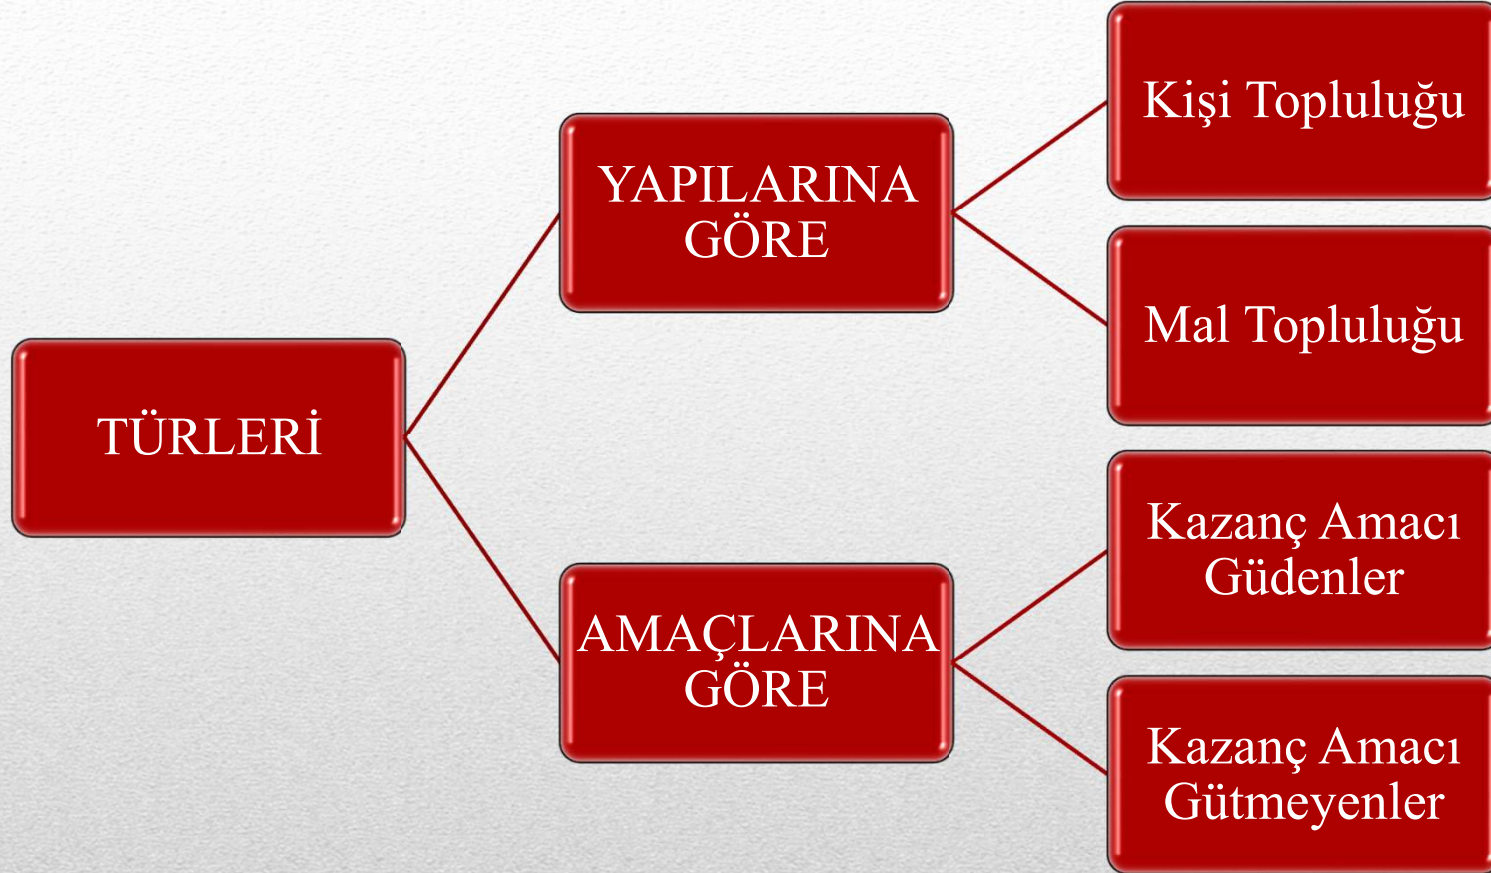 TÜRLERİ
YAPILARINA
GÖRE
Kişi Topluluğu
Mal Topluluğu
AMAÇLARINA
GÖRE
Kazanç Amacı
Güdenler
Kazanç Amacı
Gütmeyenler